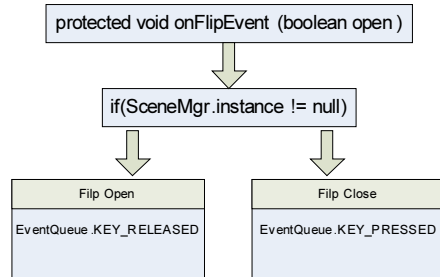 protected void onFlipEvent (boolean open )
if(SceneMgr.instance != null)
Filp Open
EventQueue .KEY_RELEASED
Filp Close
EventQueue .KEY_PRESSED